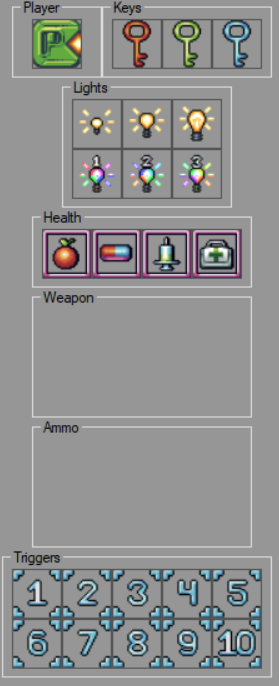 Player Keys
P
Lights
1 2 3
Health
Weapon
Ammo
Triggers
1 2 3 4 5
6 7 8 9 10